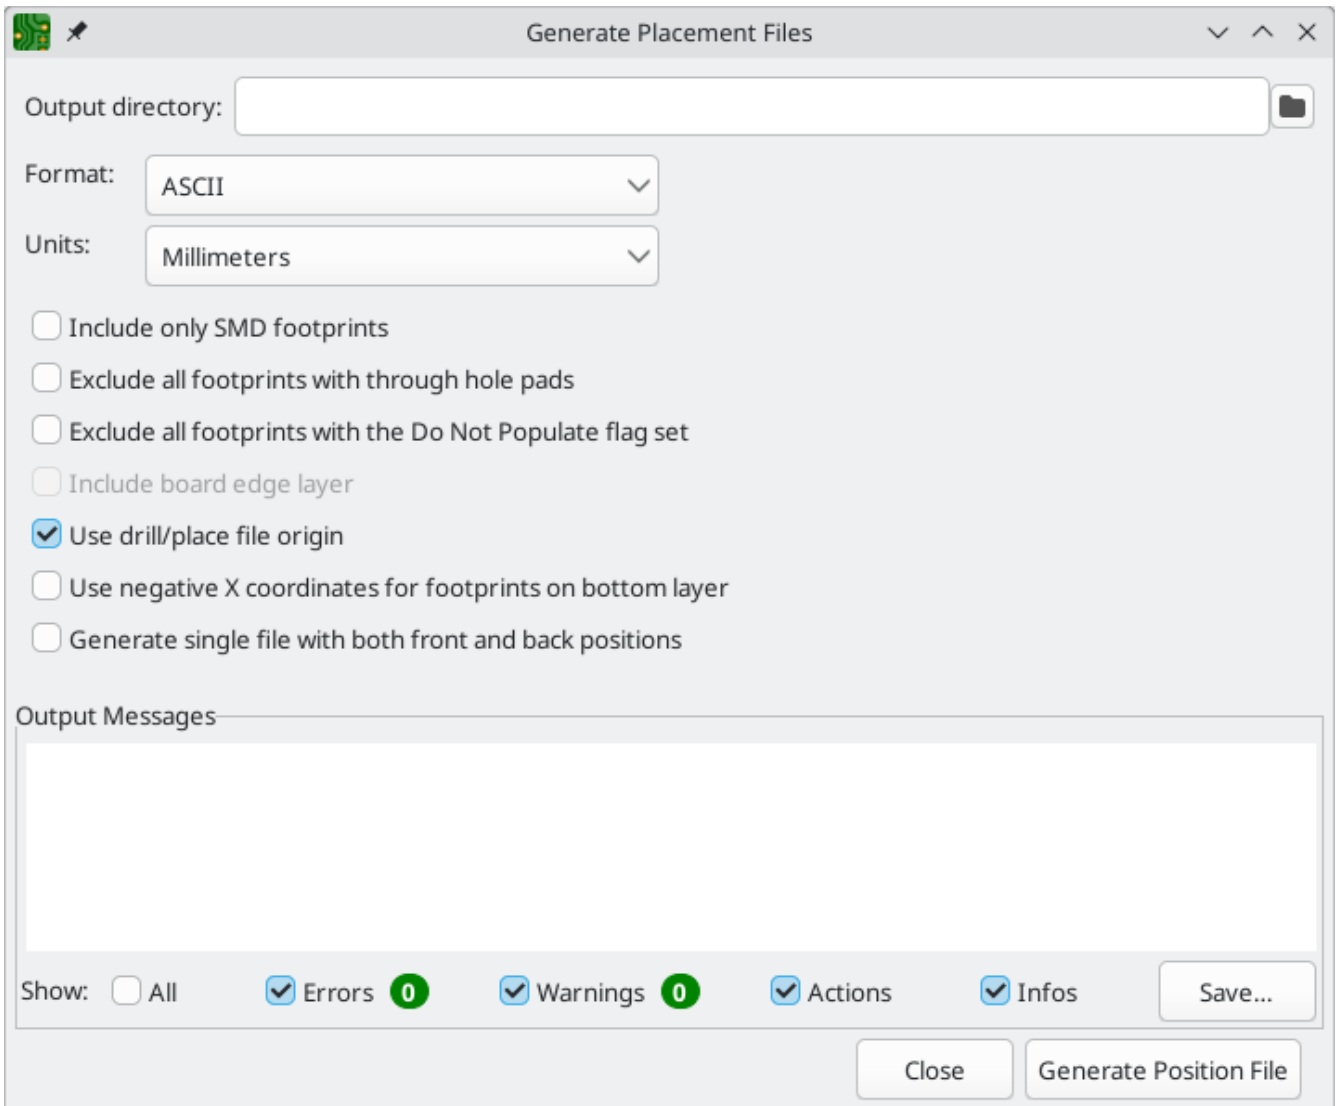 Generate Placement Files
Output directory:
Format:
ASCII
Units:
Millimeters
Include only SMD footprints
Exclude all footprints with through hole pads
Exclude all footprints with the Do Not Populate flag set
Include board edge layer
Use drill/place file origin
Use negative X coordinates for footprints on bottom layer
Generate single file with both front and back positions
Output Messages
Show: All Errors 0 Warnings 0 Actions Infos Save...
Close Generate Position File